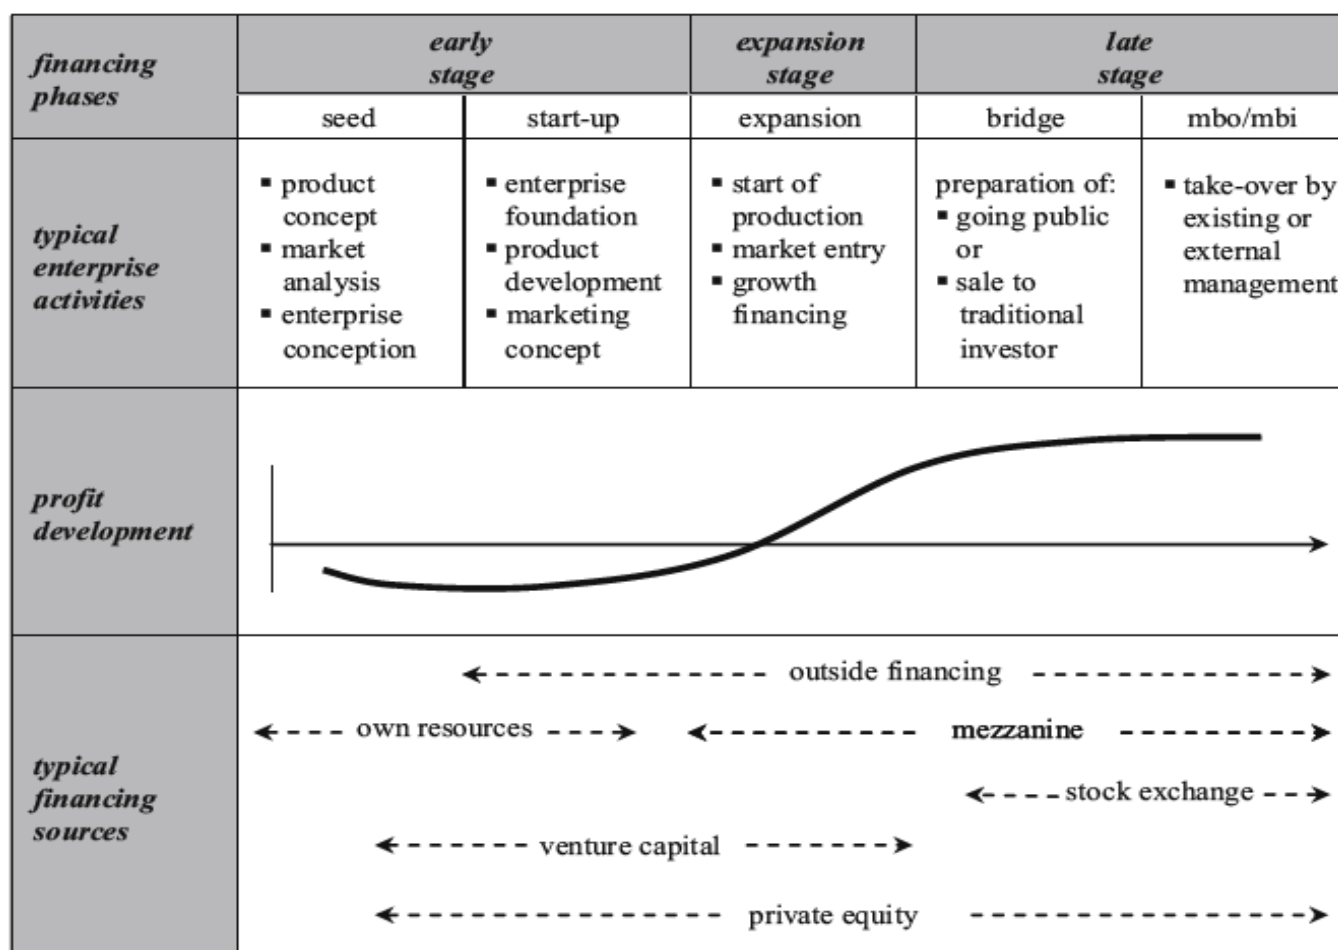 financing
phases
early
stage
expansion
stage
late
stage
seed
start-up
expansion
bridge
mbo/mbi
typical
enterprise
activities
▪ product
concept
▪ market
analysis
▪ enterprise
conception
▪ enterprise
foundation
▪ product
development
▪ marketing
concept
▪ start of
production
▪ market entry
▪ growth
financing
preparation of:
▪ going public
or
▪ sale to
traditional
investor
▪ take-over by
existing or
external
management
profit
development
typical
financing
sources
outside financing
own resources
mezzanine
stock exchange
venture capital
private equity